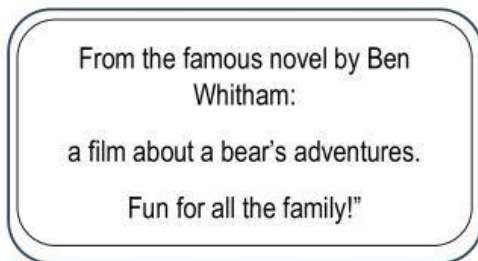 From the famous novel by Ben
Whitham:
a film about a bear’s adventures.
Fun for all the family!”